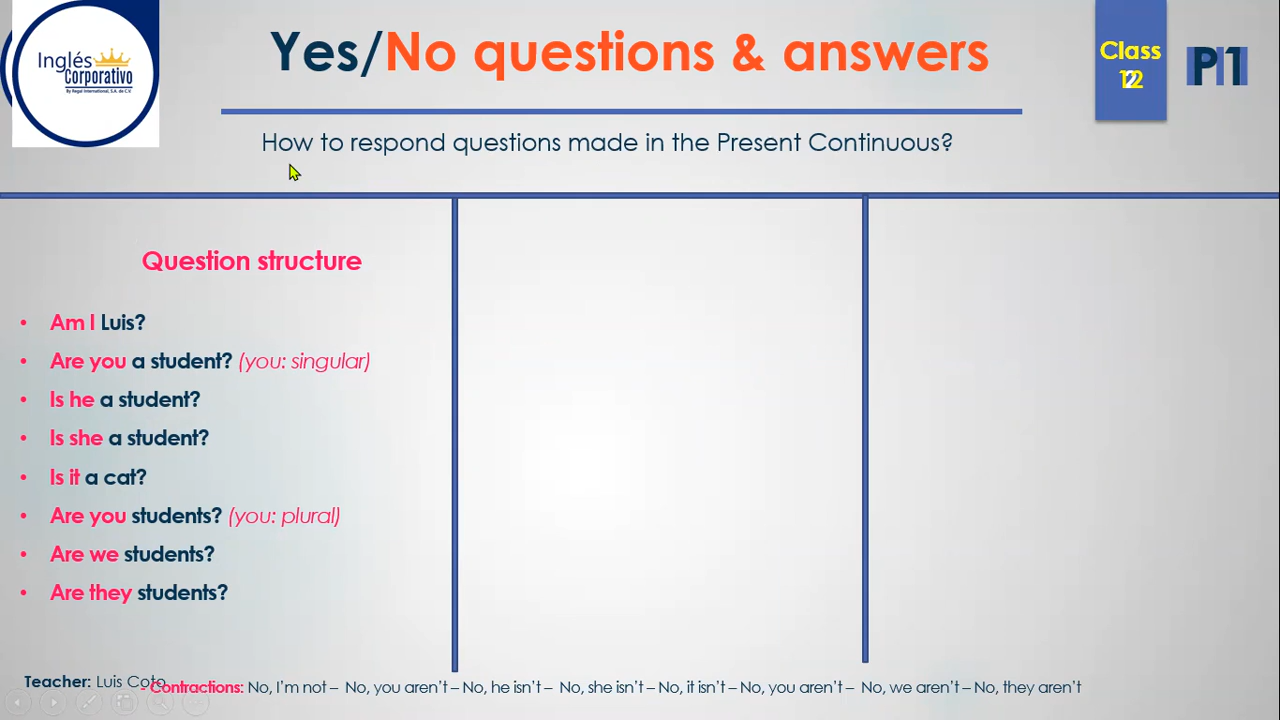 Inglés
Corporativo
By Regal International, S.A. de C.V.
Yes/No questions & answers
Class
P1
How to respond questions made in the Present Continuous?
Question structure
• Am I Luis?
• Are you a student? (you: singular)
• Is he a student?
• Is she a student?
• Is it a cat?
• Are you students? (you: plural)
• Are we students?
• Are they students?
Teacher: Luis Coto
- Contractions: No, I'm not – No, you aren't – No, he isn't – No, she isn't – No, it isn't – No, you aren't – No, we aren't – No, they aren't